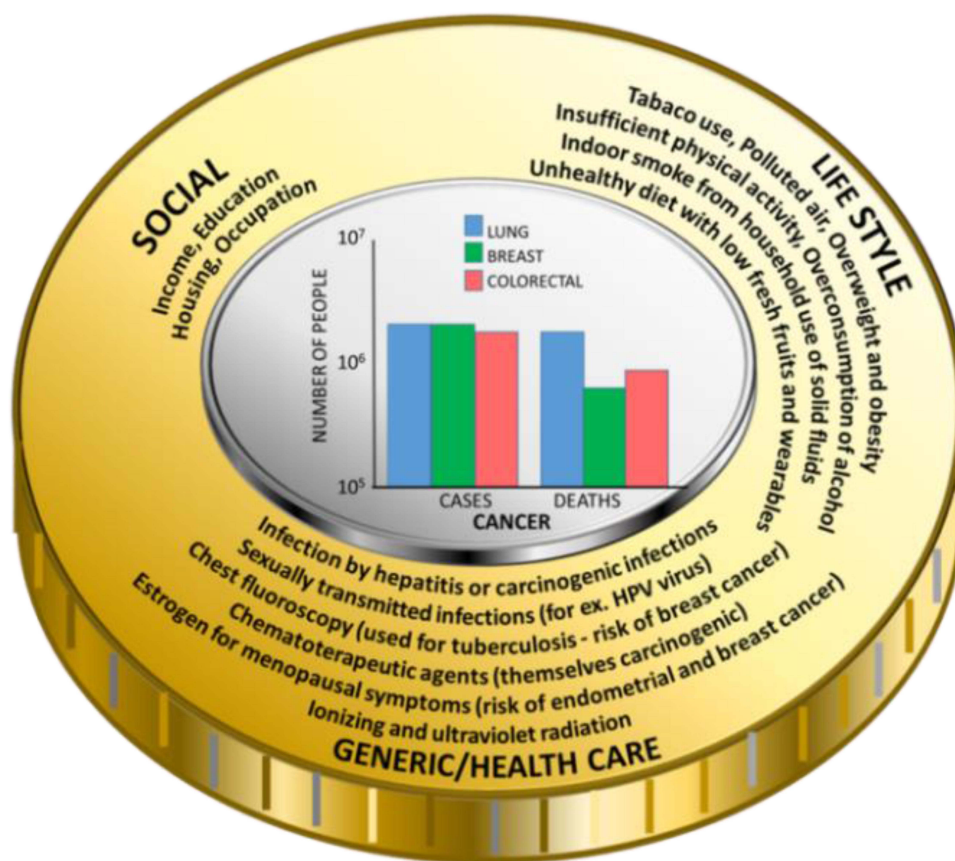 SOCIAL
Income, Education
Housing, Occupation
LIFE STYLE
Tabaco use, Polluted air, Overweight and obesity
Insufficient physical activity, Overconsumption of alcohol
Indoor smoke from household use of solid fluids
Unhealthy diet with low fresh fruits and wearables
LUNG
BREAST
COLORECTAL
NUMBER OF PEOPLE
10⁷
10⁶
10⁵
CASES
DEATHS
CANCER
Infection by hepatitis or carcinogenic infections
Sexually transmitted infections (for ex. HPV virus)
Chest fluoroscopy (used for tuberculosis - risk of breast cancer)
Chematoterapeutic agents (themselves carcinogenic)
Estrogen for menopausal symptoms (risk of endometrial and breast cancer)
Ionizing and ultraviolet radiation
GENERIC/HEALTH CARE